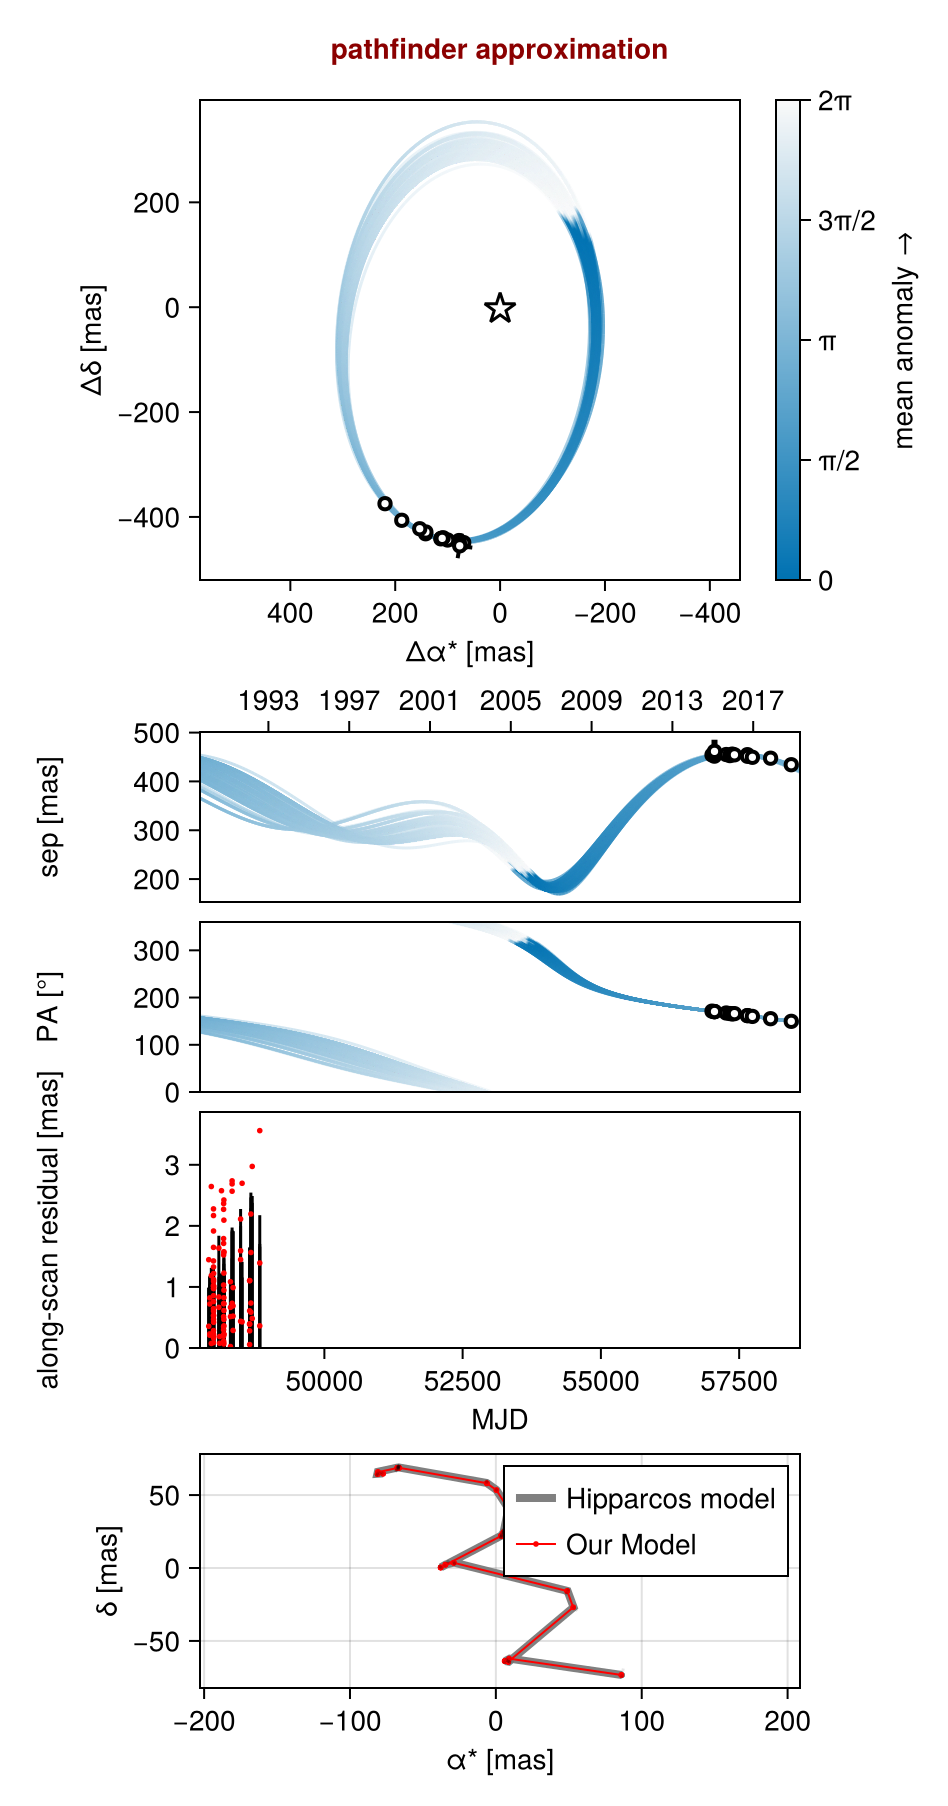 pathfinder approximation
Δδ [mas]
200
0
−200
−400
400
200
0
−200
−400
Δα* [mas]
2π
3π/2
π
π/2
0
mean anomaly →
1993
1997
2001
2005
2009
2013
2017
sep [mas]
500
400
300
200
PA [°]
300
200
100
0
along-scan residual [mas]
3
2
1
0
50000
52500
55000
57500
MJD
δ [mas]
50
0
−50
Hipparcos model
Our Model
−200
−100
0
100
200
α* [mas]